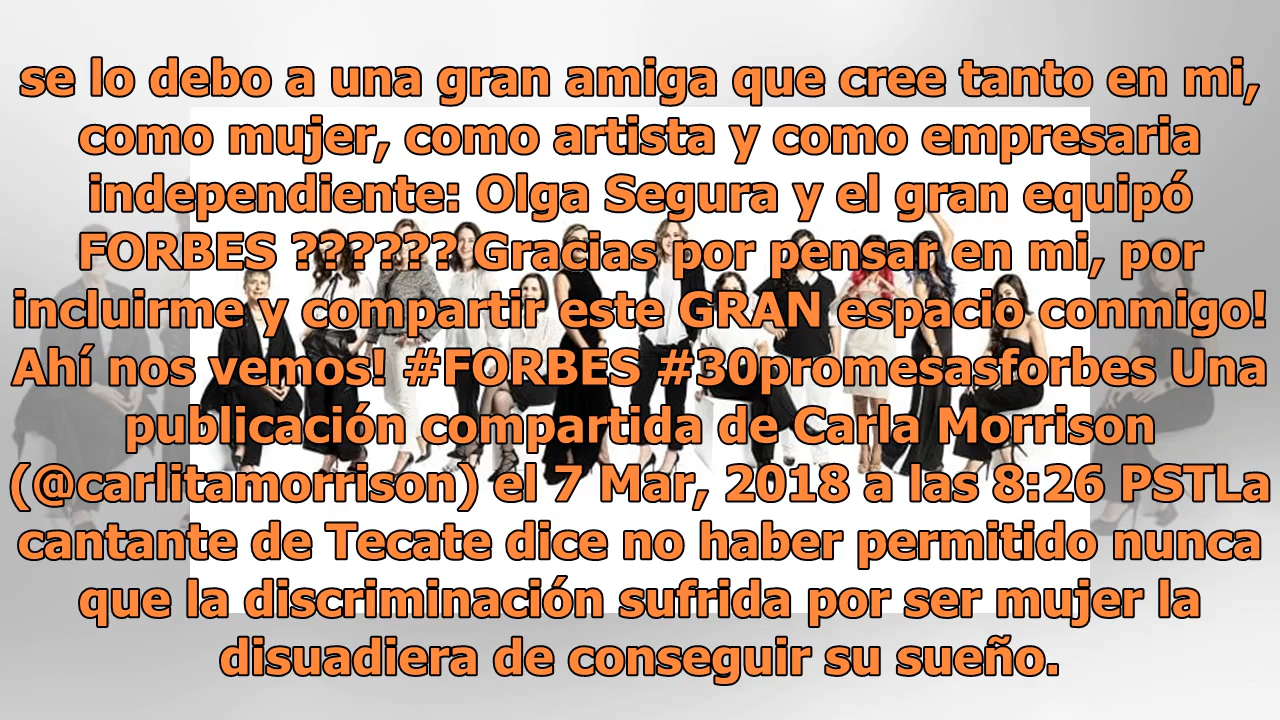 se lo debo a una gran amiga que cree tanto en mi,
como mujer, como artista y como empresaria
independiente: Olga Segura y el gran equipó
FORBES ?????? Gracias por pensar en mi, por
incluirme y compartir este GRAN espacio conmigo!
Ahí nos vemos! #FORBES #30promesasforbes Una
publicación compartida de Carla Morrison
(@carlitamorrison) el 7 Mar, 2018 a las 8:26 PSTLa
cantante de Tecate dice no haber permitido nunca
que la discriminación sufrida por ser mujer la
disuadiera de conseguir su sueño.